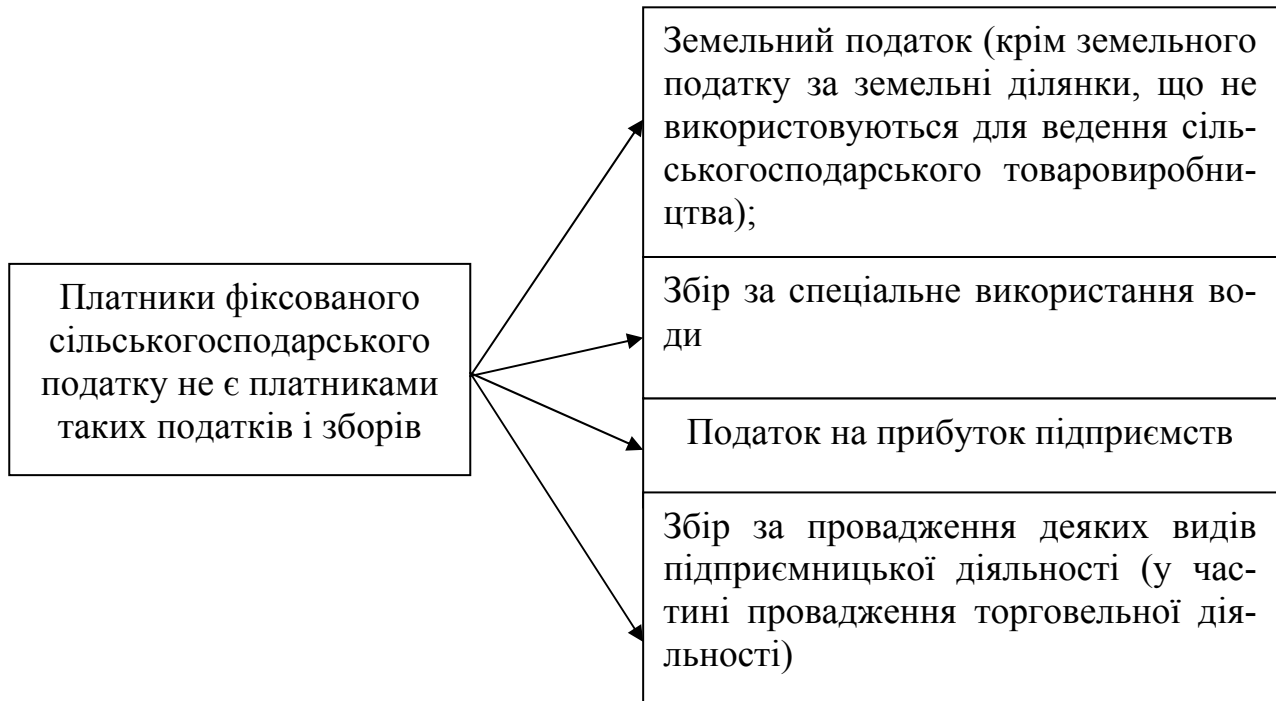 Платники фіксованого
сільськогосподарського
податку не є платниками
таких податків і зборів
Земельний податок (крім земельного
податку за земельні ділянки, що не
використовуються для ведення сіль-
ськогосподарського товаровиробни-
цтва);
Збір за спеціальне використання во-
ди
Податок на прибуток підприємств
Збір за провадження деяких видів
підприємницької діяльності (у час-
тині провадження торговельної дія-
льності)